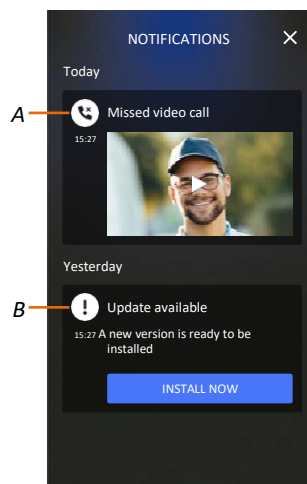 NOTIFICATIONS
Today
A
Missed video call
15:27
Yesterday
B
Update available
15:27 A new version is ready to be
installed
INSTALL NOW